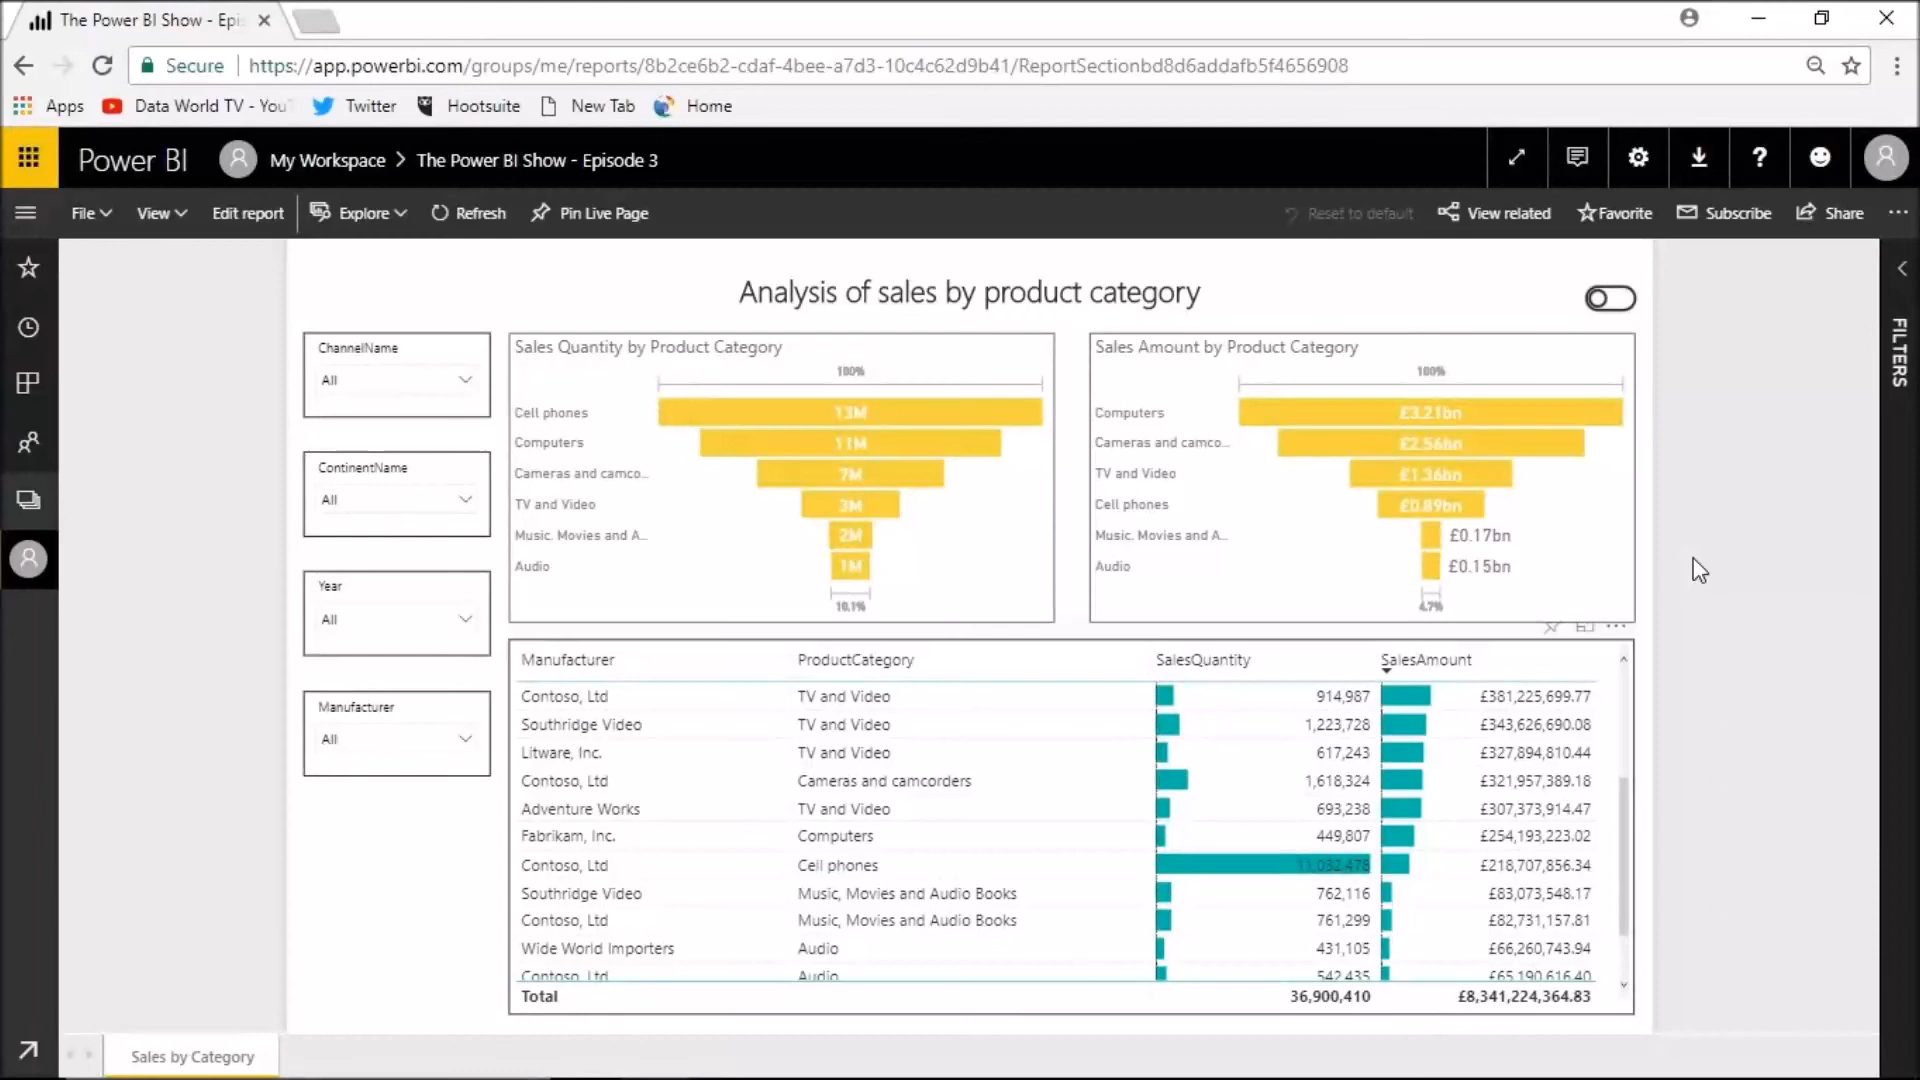 The Power BI Show - Epi
Secure https://app.powerbi.com/groups/me/reports/8b2ce6b2-cdaf-4bee-a7d3-10c4c62d9b41/ReportSectionbd8d6addafb5f4656908
Apps Data World TV - You Twitter Hootsuite New Tab Home
Power BI My Workspace > The Power BI Show - Episode 3 ?
File View Edit report Explore Refresh Pin Live Page Reset to default View related Favorite Subscribe Share ...
Analysis of sales by product category
FILTERS
ChannelName
All
ContinentName
All
Year
All
Manufacturer
All
Sales Quantity by Product Category
100%
Cell phones 13M
Computers 11M
Cameras and camco... 7M
TV and Video 3M
Music, Movies and A... 2M
Audio 1M
10.1%
Sales Amount by Product Category
100%
Computers £3.21bn
Cameras and camco... £2.56bn
TV and Video £1.36bn
Cell phones £0.89bn
Music, Movies and A... £0.17bn
Audio £0.15bn
4.7%
Manufacturer ProductCategory SalesQuantity SalesAmount
Contoso, Ltd TV and Video 914,987 £381,225,699.77
Southridge Video TV and Video 1,223,728 £343,626,690.08
Litware, Inc. TV and Video 617,243 £327,894,810.44
Contoso, Ltd Cameras and camcorders 1,618,324 £321,957,389.18
Adventure Works TV and Video 693,238 £307,373,914.47
Fabrikam, Inc. Computers 449,807 £254,193,223.02
Contoso, Ltd Cell phones 11,032,478 £218,707,856.34
Southridge Video Music, Movies and Audio Books 762,116 £83,073,548.17
Contoso, Ltd Music, Movies and Audio Books 761,299 £82,731,157.81
Wide World Importers Audio 431,105 £66,260,743.94
Contoso, Ltd Audio 542,435 £65,190,616.40
Total 36,900,410 £8,341,224,364.83
Sales by Category